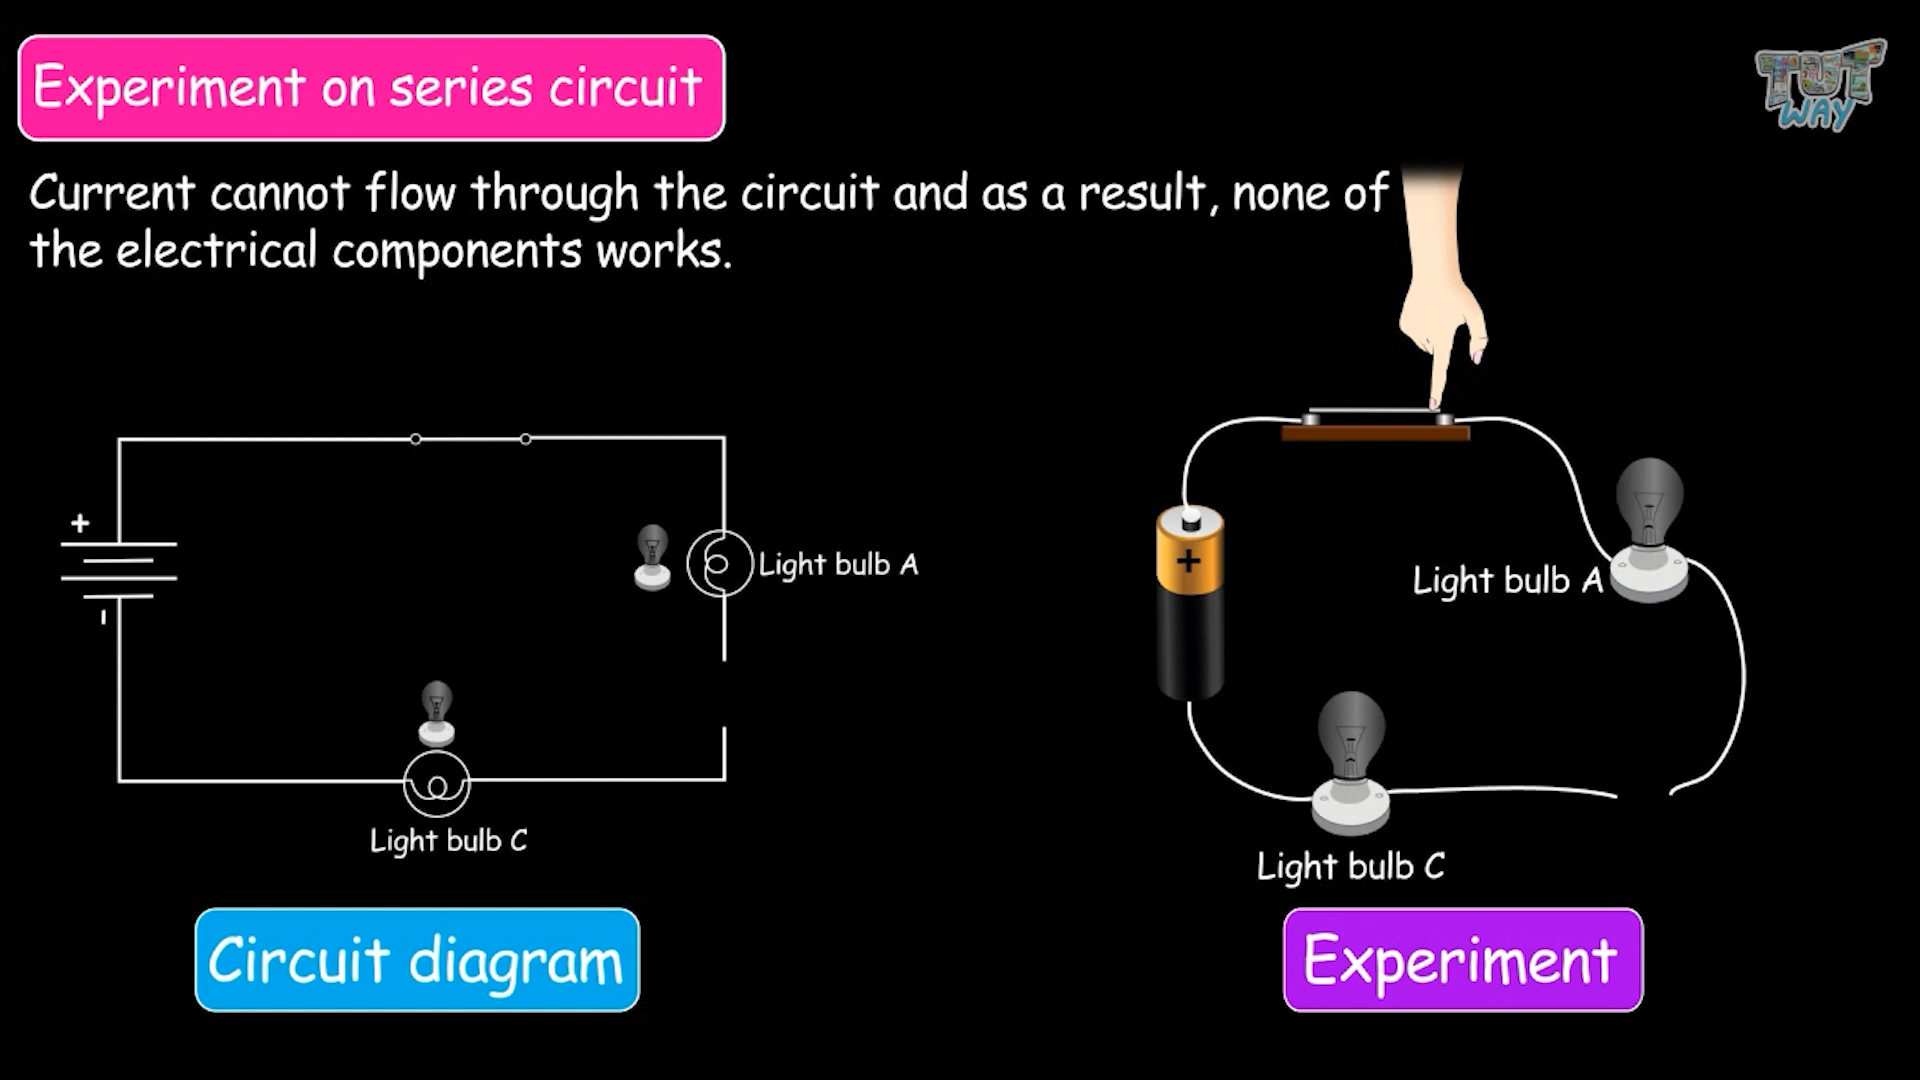 Experiment on series circuit
TUT
WAY
Current cannot flow through the circuit and as a result, none of
the electrical components works.
+
-
Light bulb A
Light bulb C
+
Light bulb A
Light bulb C
Circuit diagram
Experiment